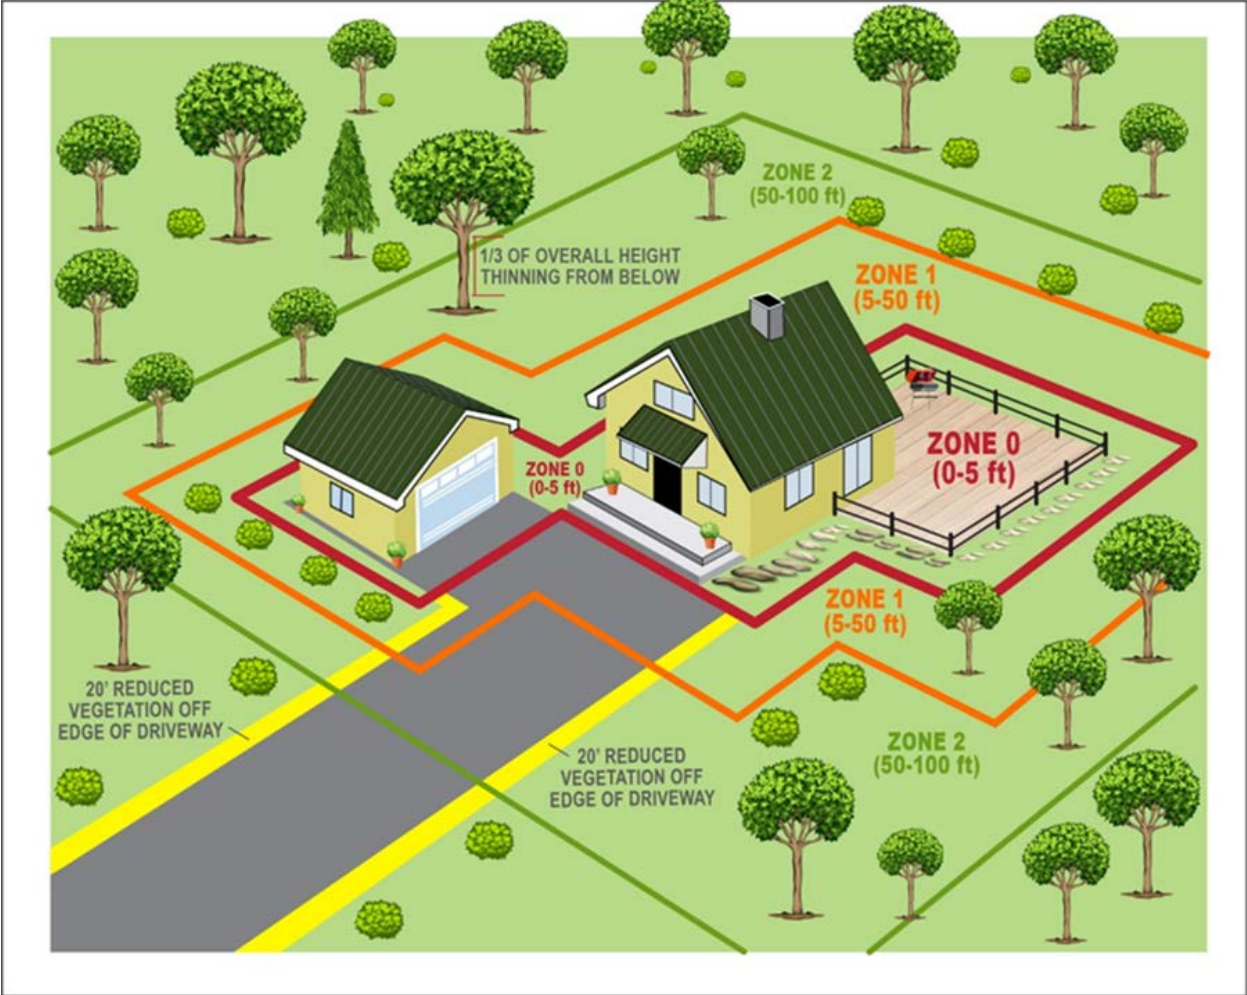 ZONE 2
(50-100 ft)
1/3 OF OVERALL HEIGHT
THINNING FROM BELOW
ZONE 1
(5-50 ft)
ZONE 0
(0-5 ft)
ZONE 0
(0-5 ft)
ZONE 1
(5-50 ft)
20' REDUCED
VEGETATION OFF
EDGE OF DRIVEWAY
ZONE 2
(50-100 ft)
20' REDUCED
VEGETATION OFF
EDGE OF DRIVEWAY